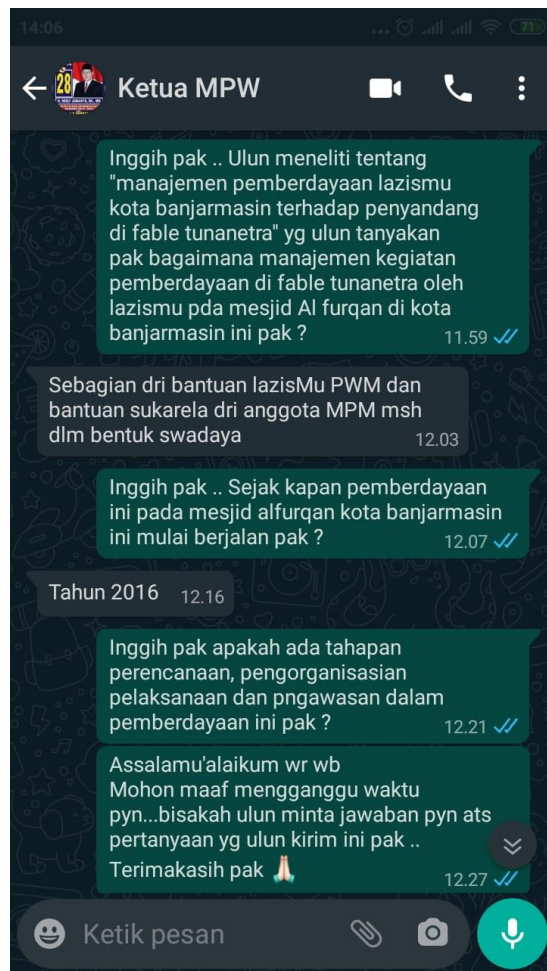 14:06
71
Ketua MPW
28
Inggih pak .. Ulun meneliti tentang
"manajemen pemberdayaan lazismu
kota banjarmasin terhadap penyandang
di fable tunanetra" yg ulun tanyakan
pak bagaimana manajemen kegiatan
pemberdayaan di fable tunanetra oleh
lazismu pda mesjid Al furqan di kota
banjarmasin ini pak ?
11.59
Sebagian dri bantuan lazisMu PWM dan
bantuan sukarela dri anggota MPM msh
dlm bentuk swadaya
12.03
Inggih pak .. Sejak kapan pemberdayaan
ini pada mesjid alfurqan kota banjarmasin
ini mulai berjalan pak ?
12.07
Tahun 2016
12.16
Inggih pak apakah ada tahapan
perencanaan, pengorganisasian
pelaksanaan dan pngawasan dalam
pemberdayaan ini pak ?
12.21
Assalamu'alaikum wr wb
Mohon maaf mengganggu waktu
pyn...bisakah ulun minta jawaban pyn ats
pertanyaan yg ulun kirim ini pak ..
Terimakasih pak 🙏🏻
12.27
Ketik pesan